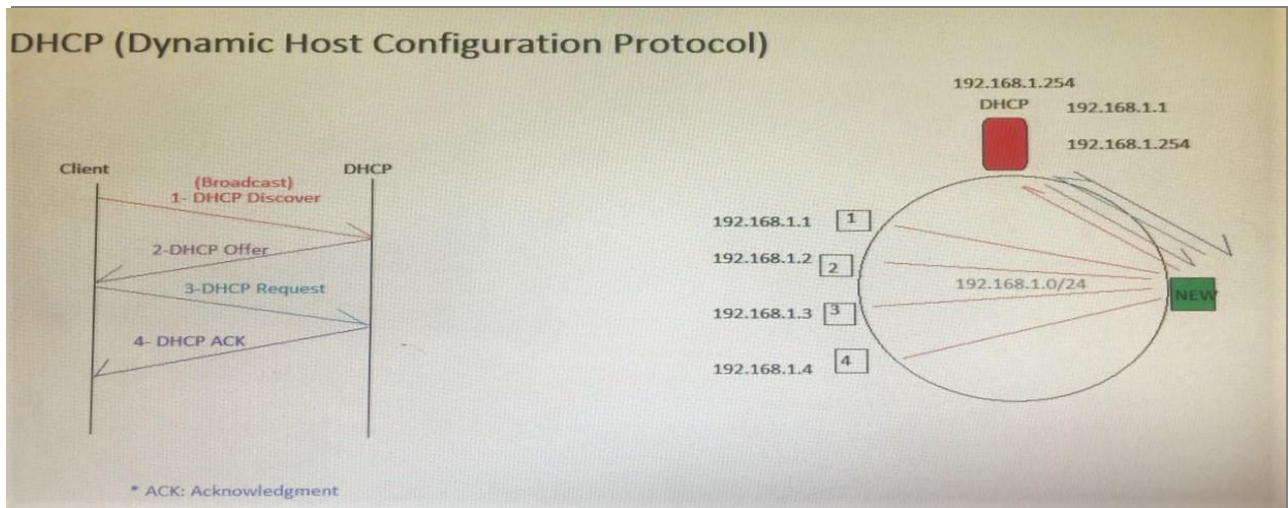 DHCP (Dynamic Host Configuration Protocol)
Client
DHCP
(Broadcast)
1- DHCP Discover
2-DHCP Offer
3-DHCP Request
4- DHCP ACK
* ACK: Acknowledgment
192.168.1.254
DHCP
192.168.1.1
192.168.1.254
192.168.1.1
1
192.168.1.2
2
192.168.1.3
3
192.168.1.4
4
192.168.1.0/24
NEW